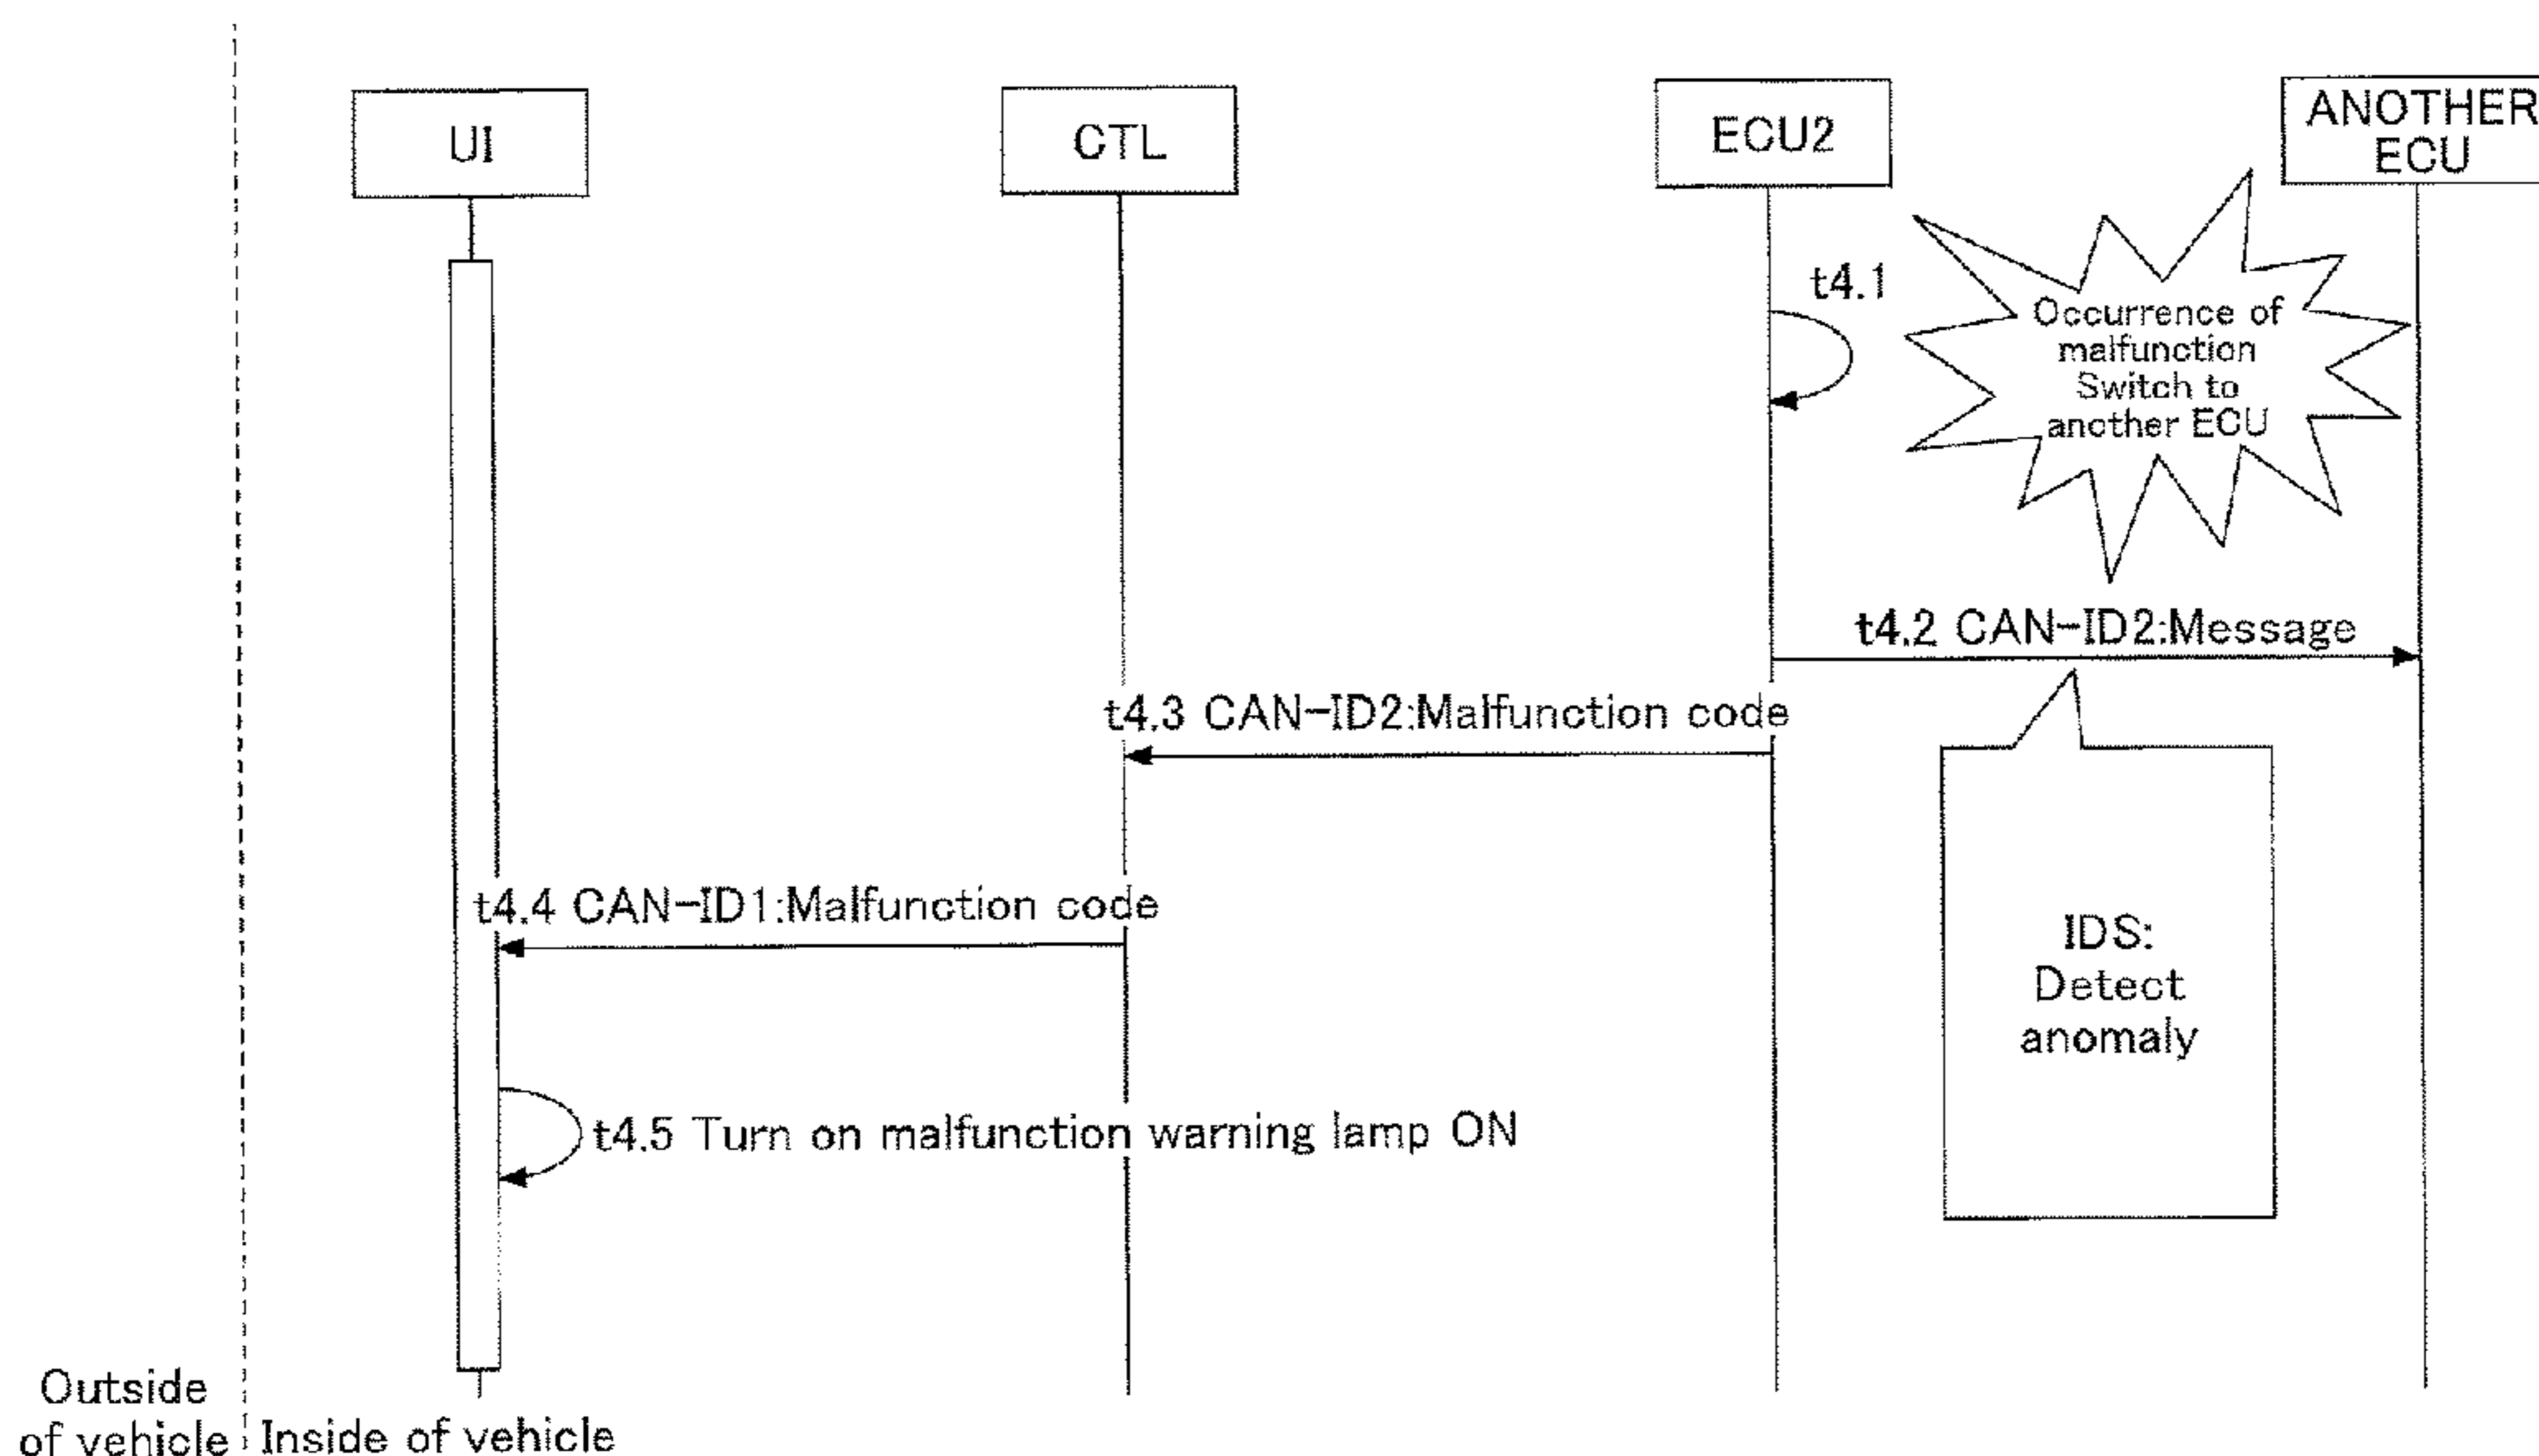 UI
CTL
ECU2
ANOTHER
ECU
t4.1
Occurrence of
malfunction
Switch to
another ECU
t4.2 CAN-ID2:Message
t4.3 CAN-ID2:Malfunction code
t4.4 CAN-ID1:Malfunction code
IDS:
Detect
anomaly
t4.5 Turn on malfunction warning lamp ON
Outside
of vehicle
Inside of vehicle